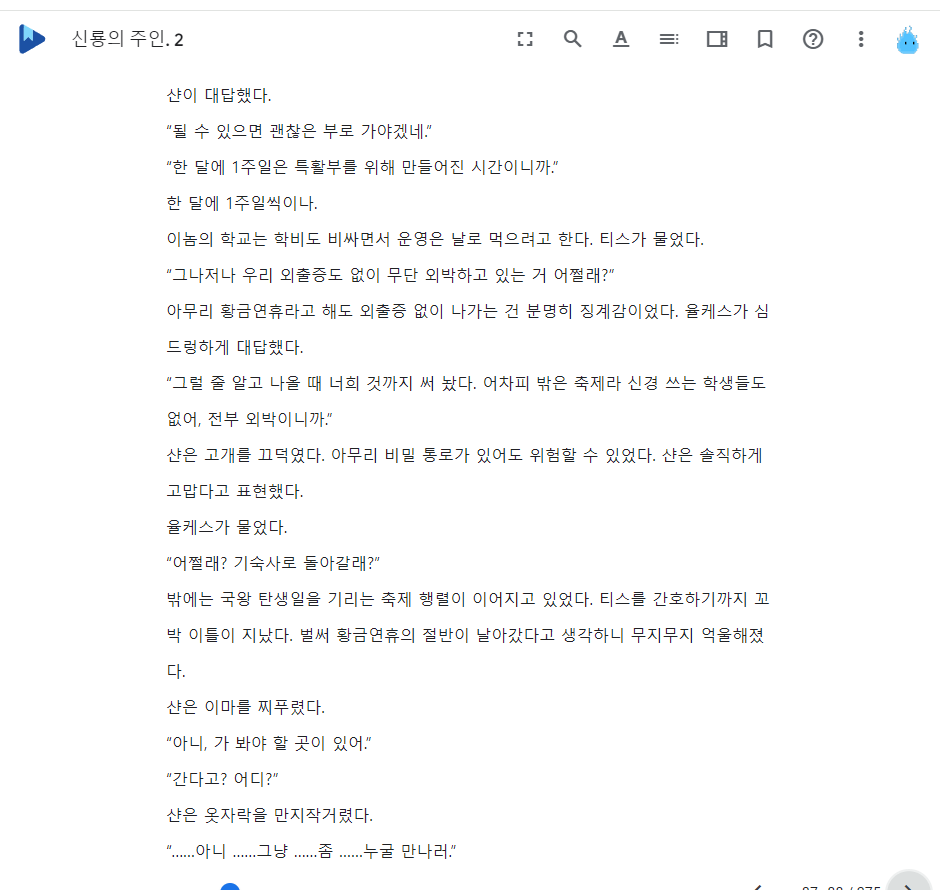 신룡의 주인. 2
샨이 대답했다.
“될 수 있으면 괜찮은 부로 가야겠네.”
“한 달에 1주일은 특활부를 위해 만들어진 시간이니까.”
한 달에 1주일씩이나.
이놈의 학교는 학비도 비싸면서 운영은 날로 먹으려고 한다. 티스가 물었다.
“그나저나 우리 외출증도 없이 무단 외박하고 있는 거 어쩔래?”
아무리 황금연휴라고 해도 외출증 없이 나가는 건 분명히 징계감이었다. 율케스가 심
드렁하게 대답했다.
“그럴 줄 알고 나올 때 너희 것까지 써 놨다. 어차피 밖은 축제라 신경 쓰는 학생들도
없어, 전부 외박이니까.”
샨은 고개를 끄덕였다. 아무리 비밀 통로가 있어도 위험할 수 있었다. 샨은 솔직하게
고맙다고 표현했다.
율케스가 물었다.
“어쩔래? 기숙사로 돌아갈래?”
밖에는 국왕 탄생일을 기리는 축제 행렬이 이어지고 있었다. 티스를 간호하기까지 꼬
박 이틀이 지났다. 벌써 황금연휴의 절반이 날아갔다고 생각하니 무지무지 억울해졌
다.
샨은 이마를 찌푸렸다.
“아니, 가 봐야 할 곳이 있어.”
“간다고? 어디?”
샨은 옷자락을 만지작거렸다.
“……아니 ……그냥 ……좀 ……누굴 만나러.”